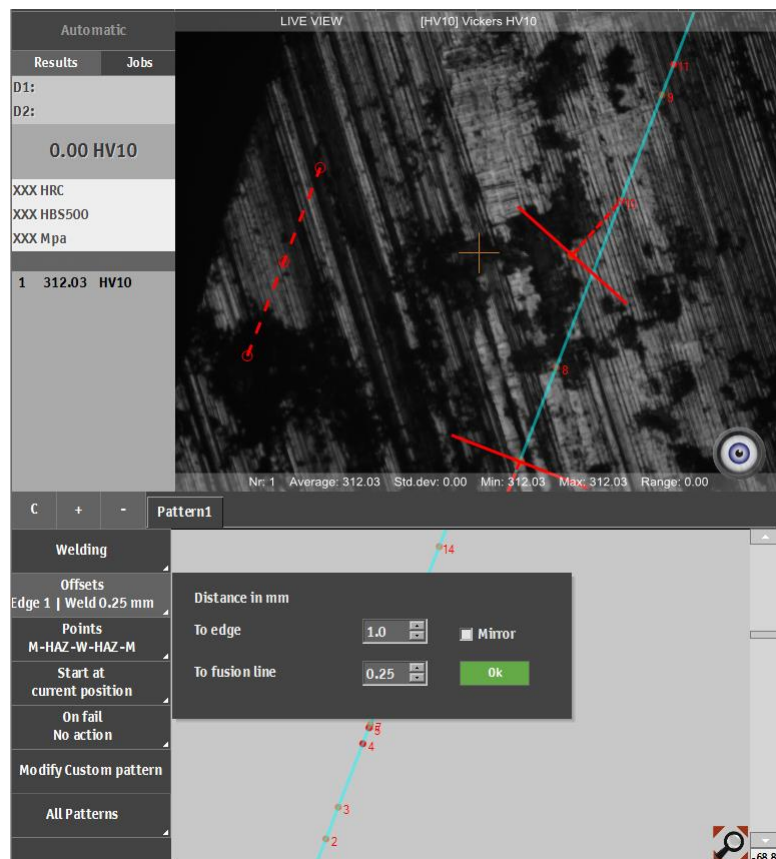 Automatic
LIVE VIEW [HV10] Vickers HV10
Results Jobs
D1:
D2:
0.00 HV10
XXX HRC
XXX HBS500
XXX Mpa
1 312.03 HV10
11
9
10
8
Nr: 1 Average: 312.03 Std.dev: 0.00 Min: 312.03 Max: 312.03 Range: 0.00
C + - Pattern1
Welding
14
Offsets
Edge 1 | Weld 0.25 mm
Distance in mm
To edge 1.0 Mirror
To fusion line 0.25 Ok
Points
M-HAZ-W-HAZ-M
Start at
current position
On fail
No action
5
4
Modify Custom pattern
All Patterns
3
2
-68.8